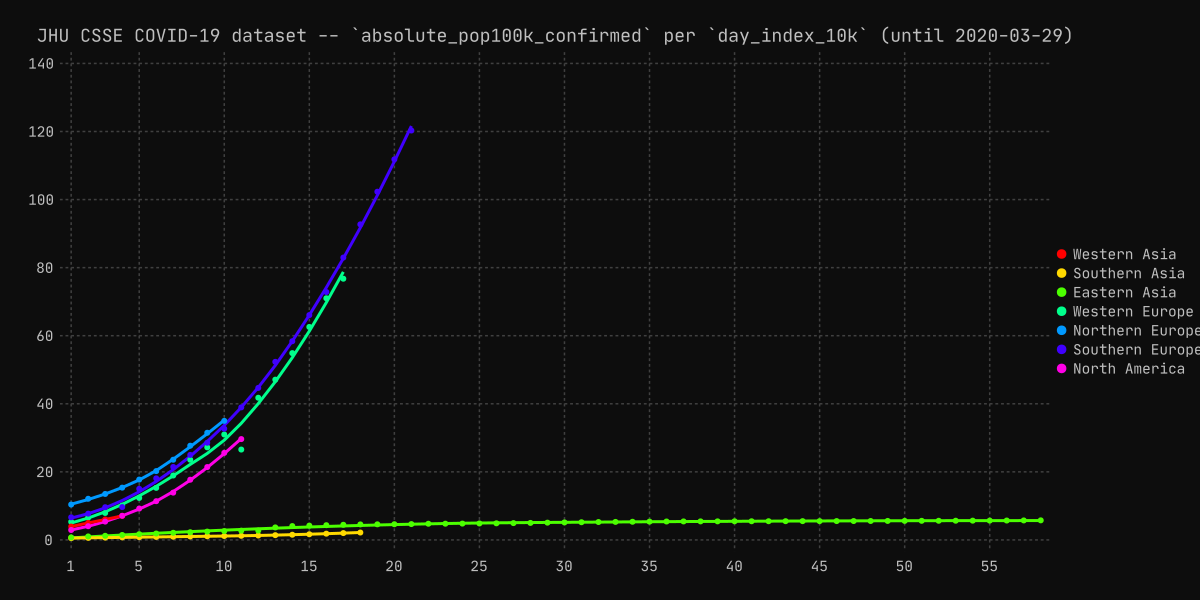 JHU CSSE COVID-19 dataset -- `absolute_pop100k_confirmed` per `day_index_10k` (until 2020-03-29)
140
120
100
80
60
40
20
0
1 5 10 15 20 25 30 35 40 45 50 55
Western Asia
Southern Asia
Eastern Asia
Western Europe
Northern Europe
Southern Europe
North America